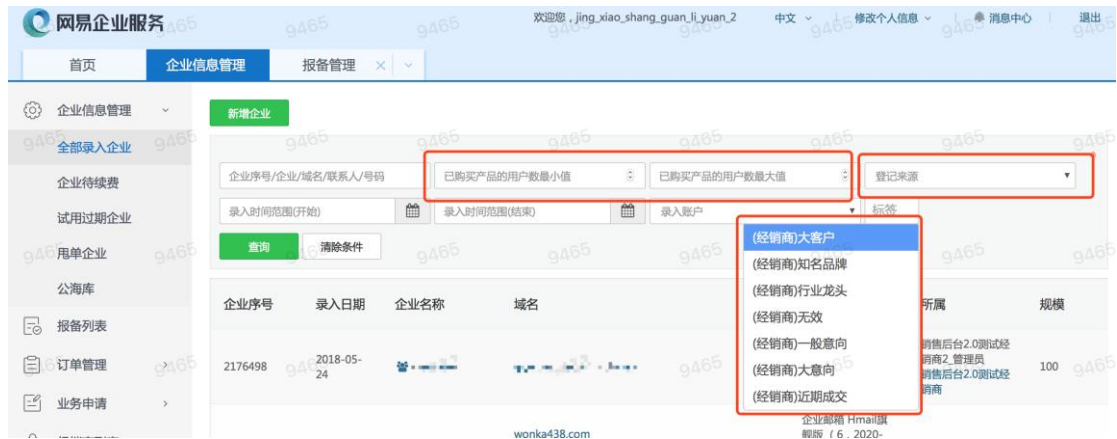 网易企业服务
欢迎您，jing_xiao_shang_guan_li_yuan_2 中文 修改个人信息 消息中心 退出
首页 企业信息管理 报备管理
企业信息管理
全部录入企业
企业待续费
试用过期企业
甩单企业
公海库
报备列表
订单管理
业务申请
新增企业
企业序号/企业/域名/联系人/号码 已购买产品的用户数最小值 已购买产品的用户数最大值 登记来源
录入时间范围(开始) 录入时间范围(结束) 录入账户 标签
查询 清除条件
(经销商)大客户
(经销商)知名品牌
(经销商)行业龙头
(经销商)无效
(经销商)一般意向
(经销商)大意向
(经销商)近期成交
企业序号 录入日期 企业名称 域名 所属 规模
2176498 2018-05-24 销售后台2.0测试经销商2_管理员 销售后台2.0测试经销商 100
wonka438.com 企业邮箱 Hmail旗舰版（6，2020-
9465